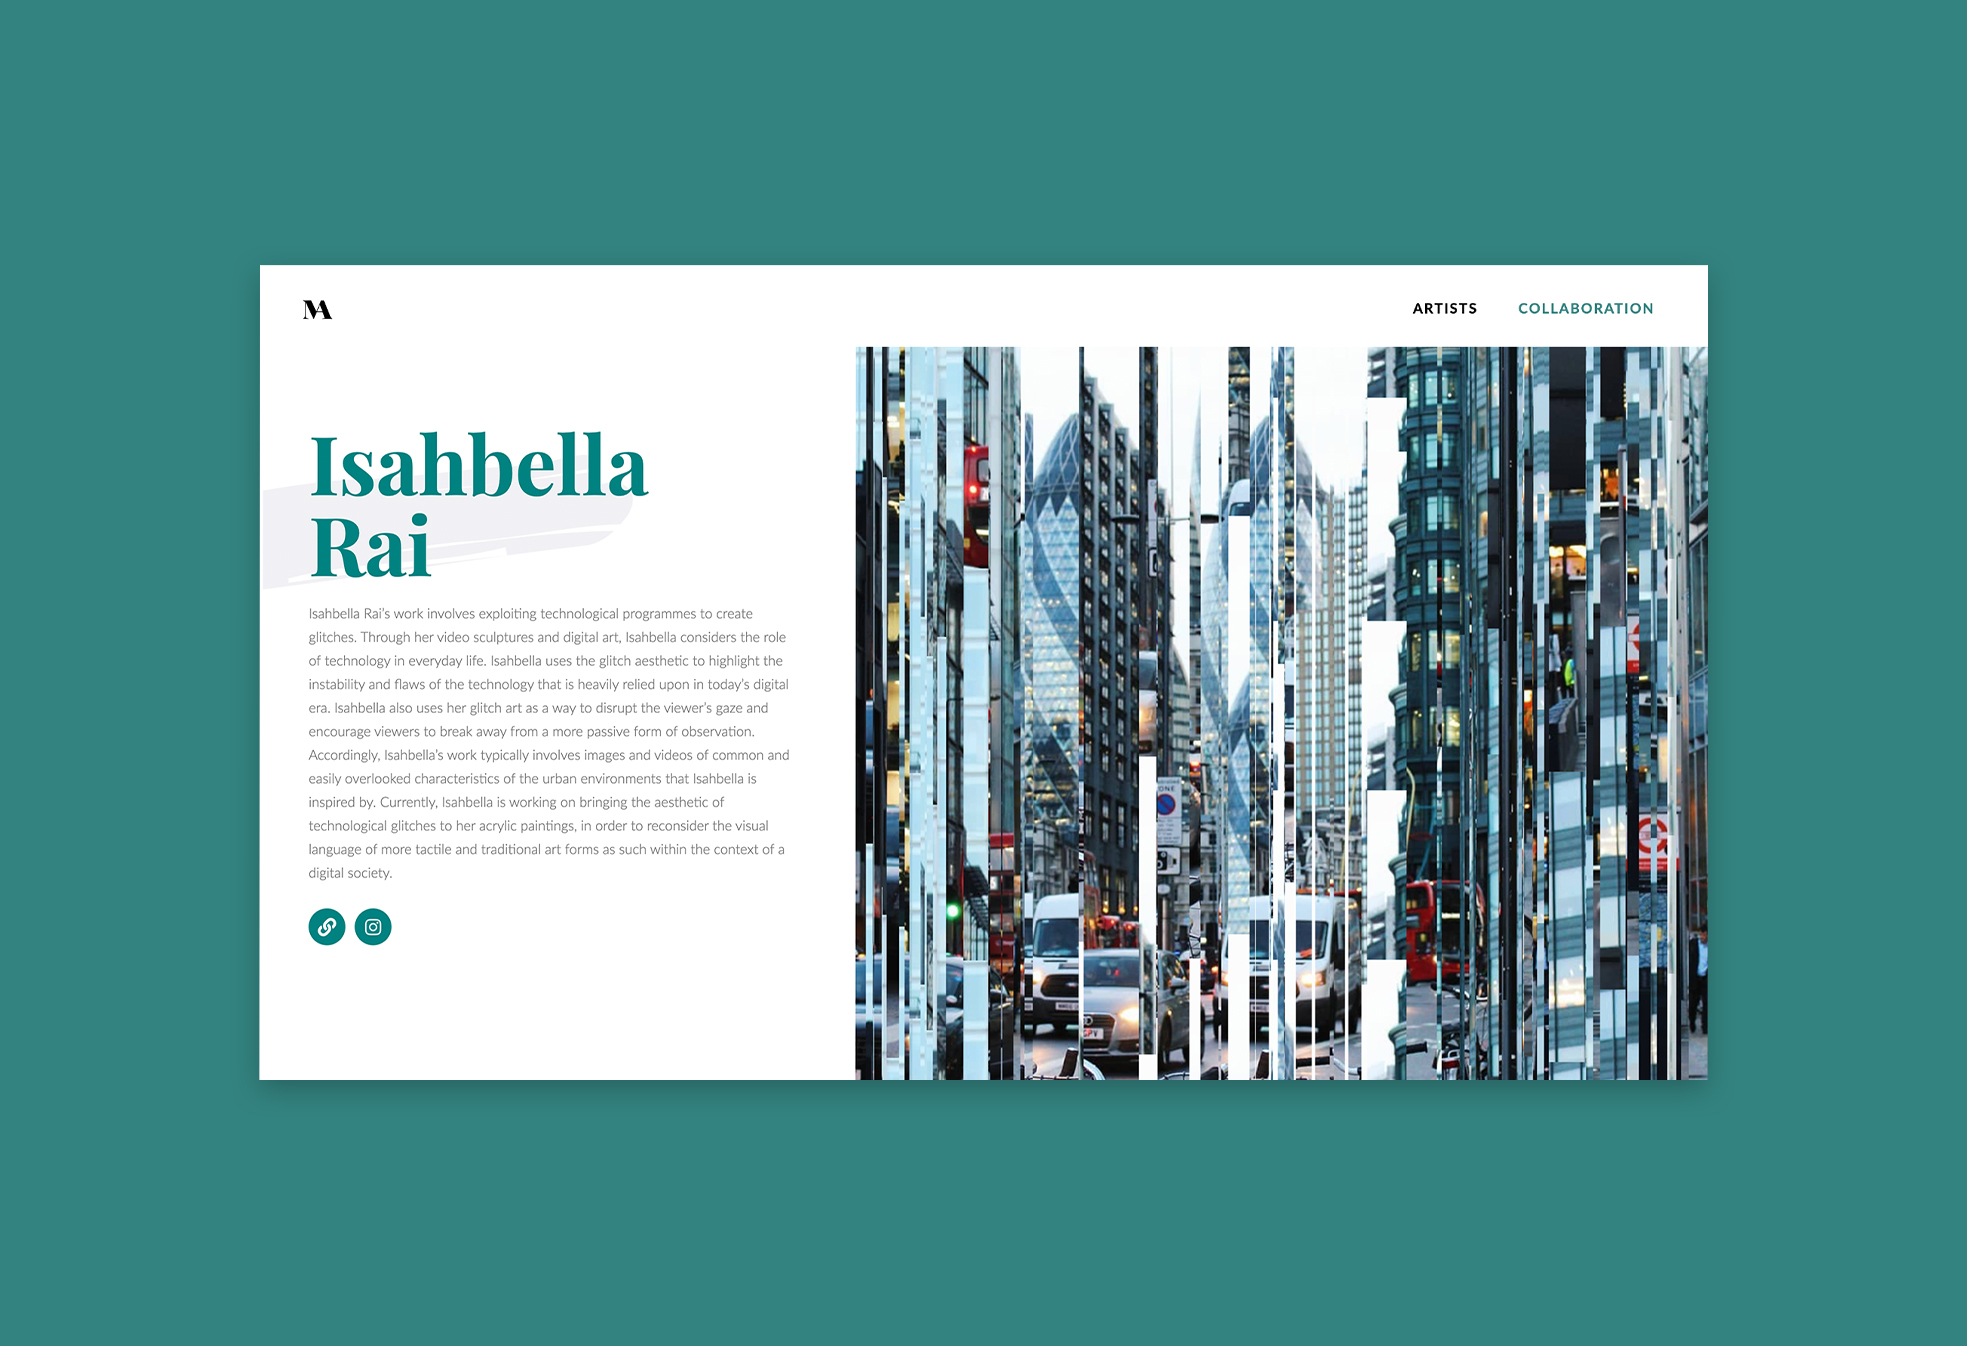 MA
ARTISTS COLLABORATION
Isahbella
Rai
Isahbella Rai's work involves exploiting technological programmes to create
glitches. Through her video sculptures and digital art, Isahbella considers the role
of technology in everyday life. Isahbella uses the glitch aesthetic to highlight the
instability and flaws of the technology that is heavily relied upon in today's digital
era. Isahbella also uses her glitch art as a way to disrupt the viewer's gaze and
encourage viewers to break away from a more passive form of observation.
Accordingly, Isahbella's work typically involves images and videos of common and
easily overlooked characteristics of the urban environments that Isahbella is
inspired by. Currently, Isahbella is working on bringing the aesthetic of
technological glitches to her acrylic paintings, in order to reconsider the visual
language of more tactile and traditional art forms as such within the context of a
digital society.